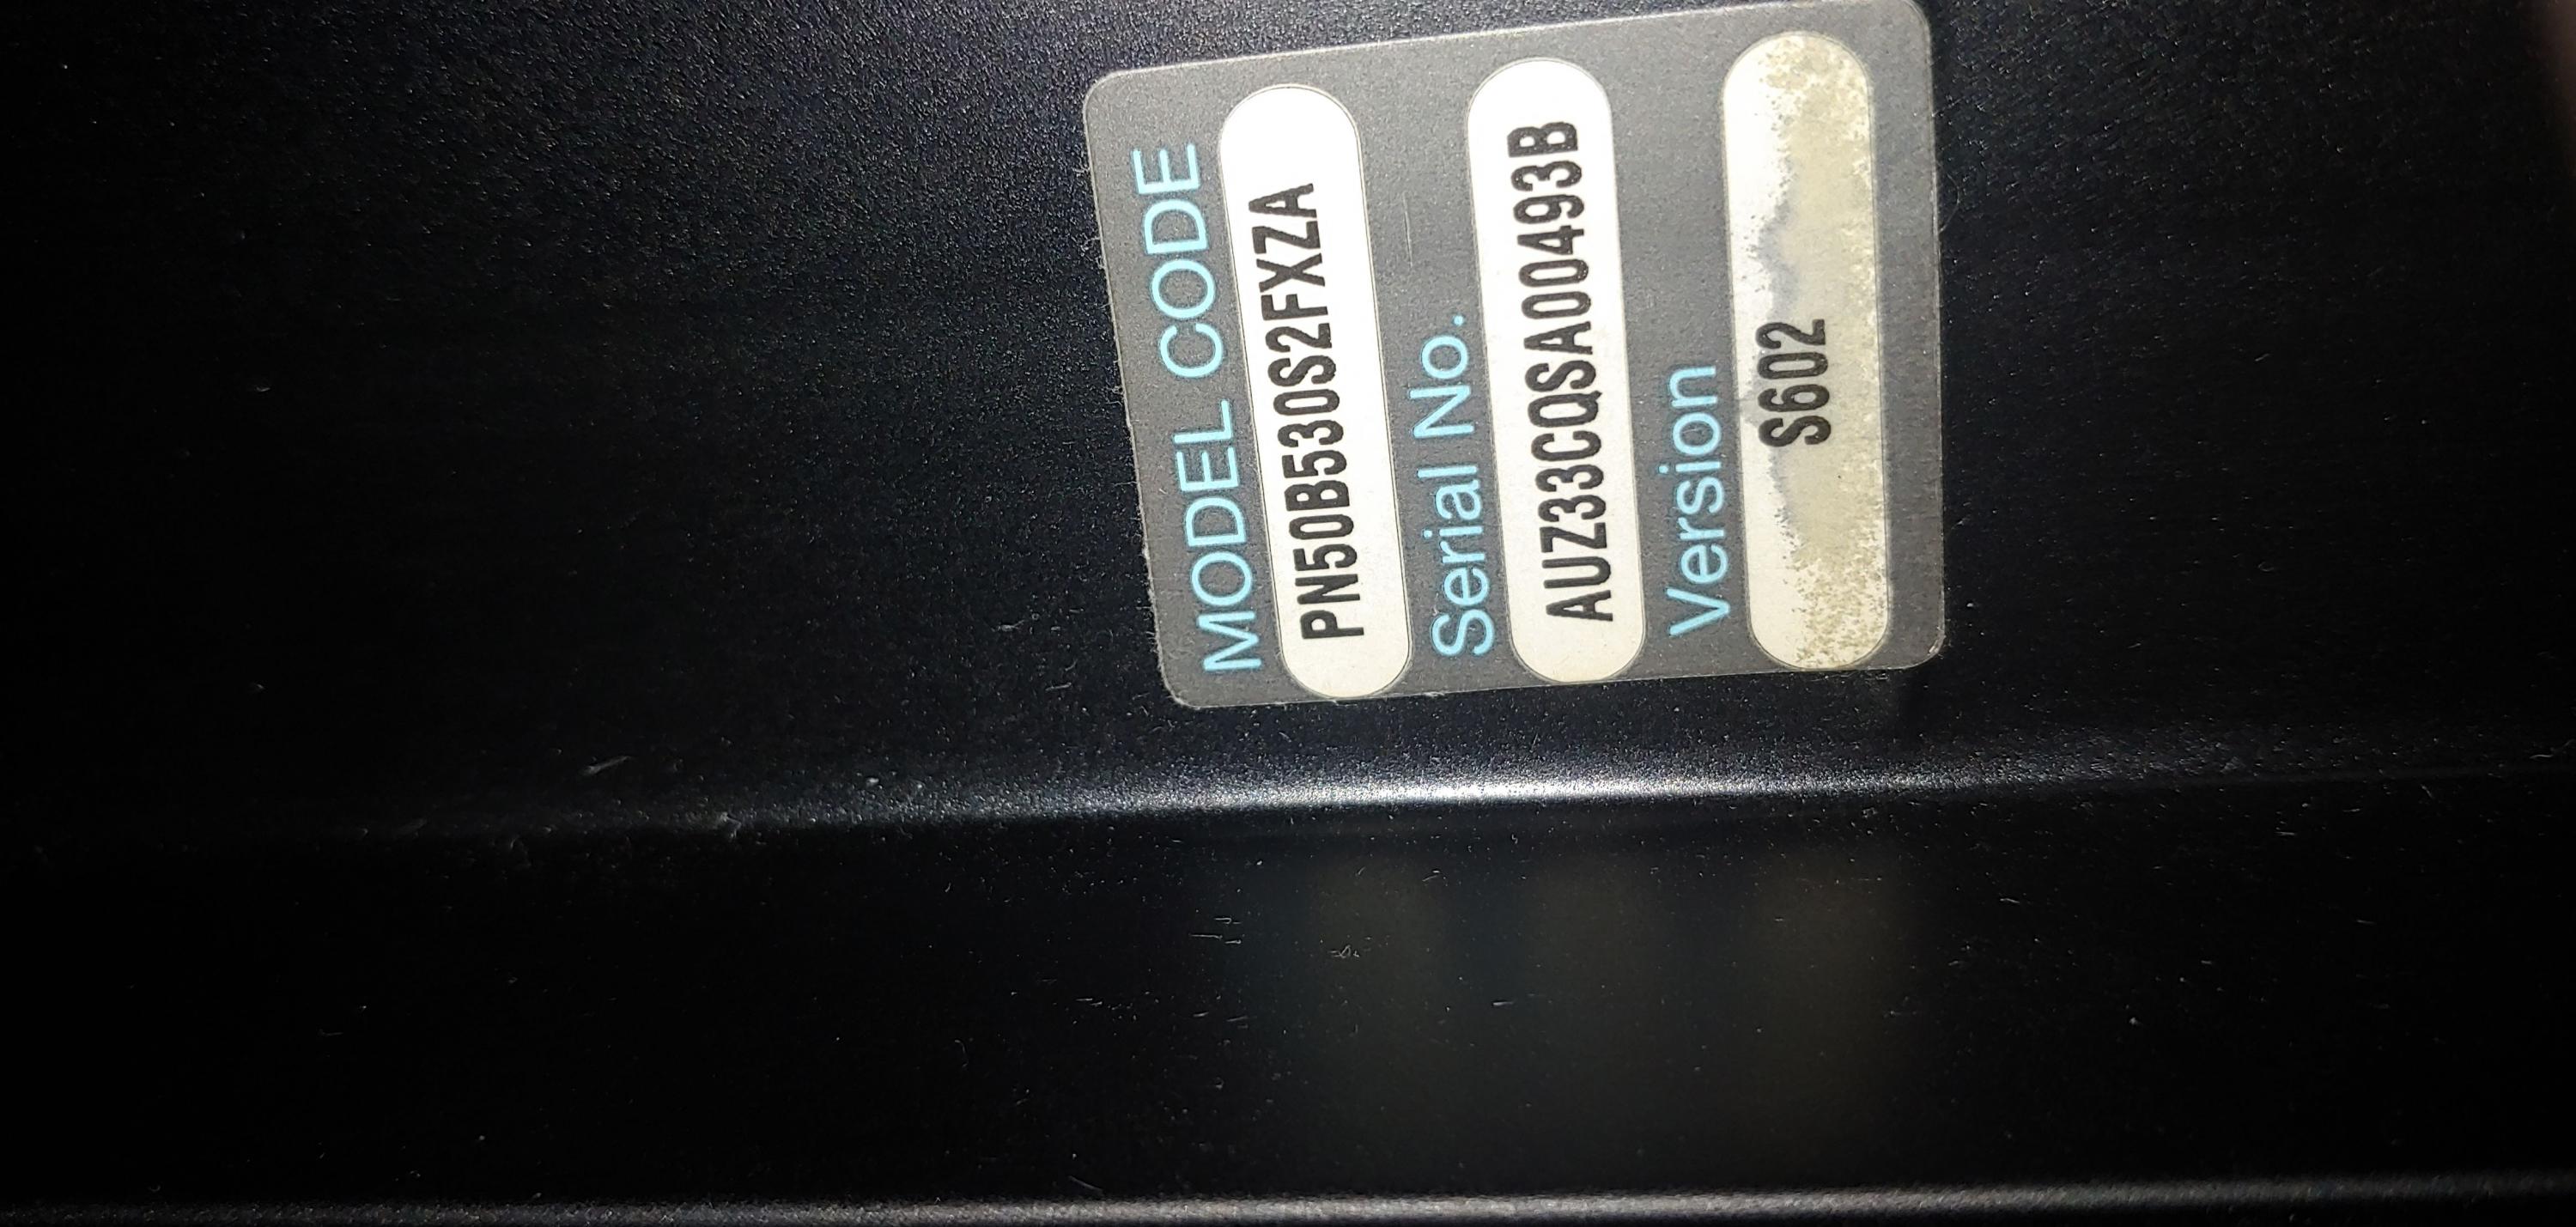 MODEL CODE
PN50B530S2FXZA
Serial No.
AUZ33CQSA00493B
Version
S602